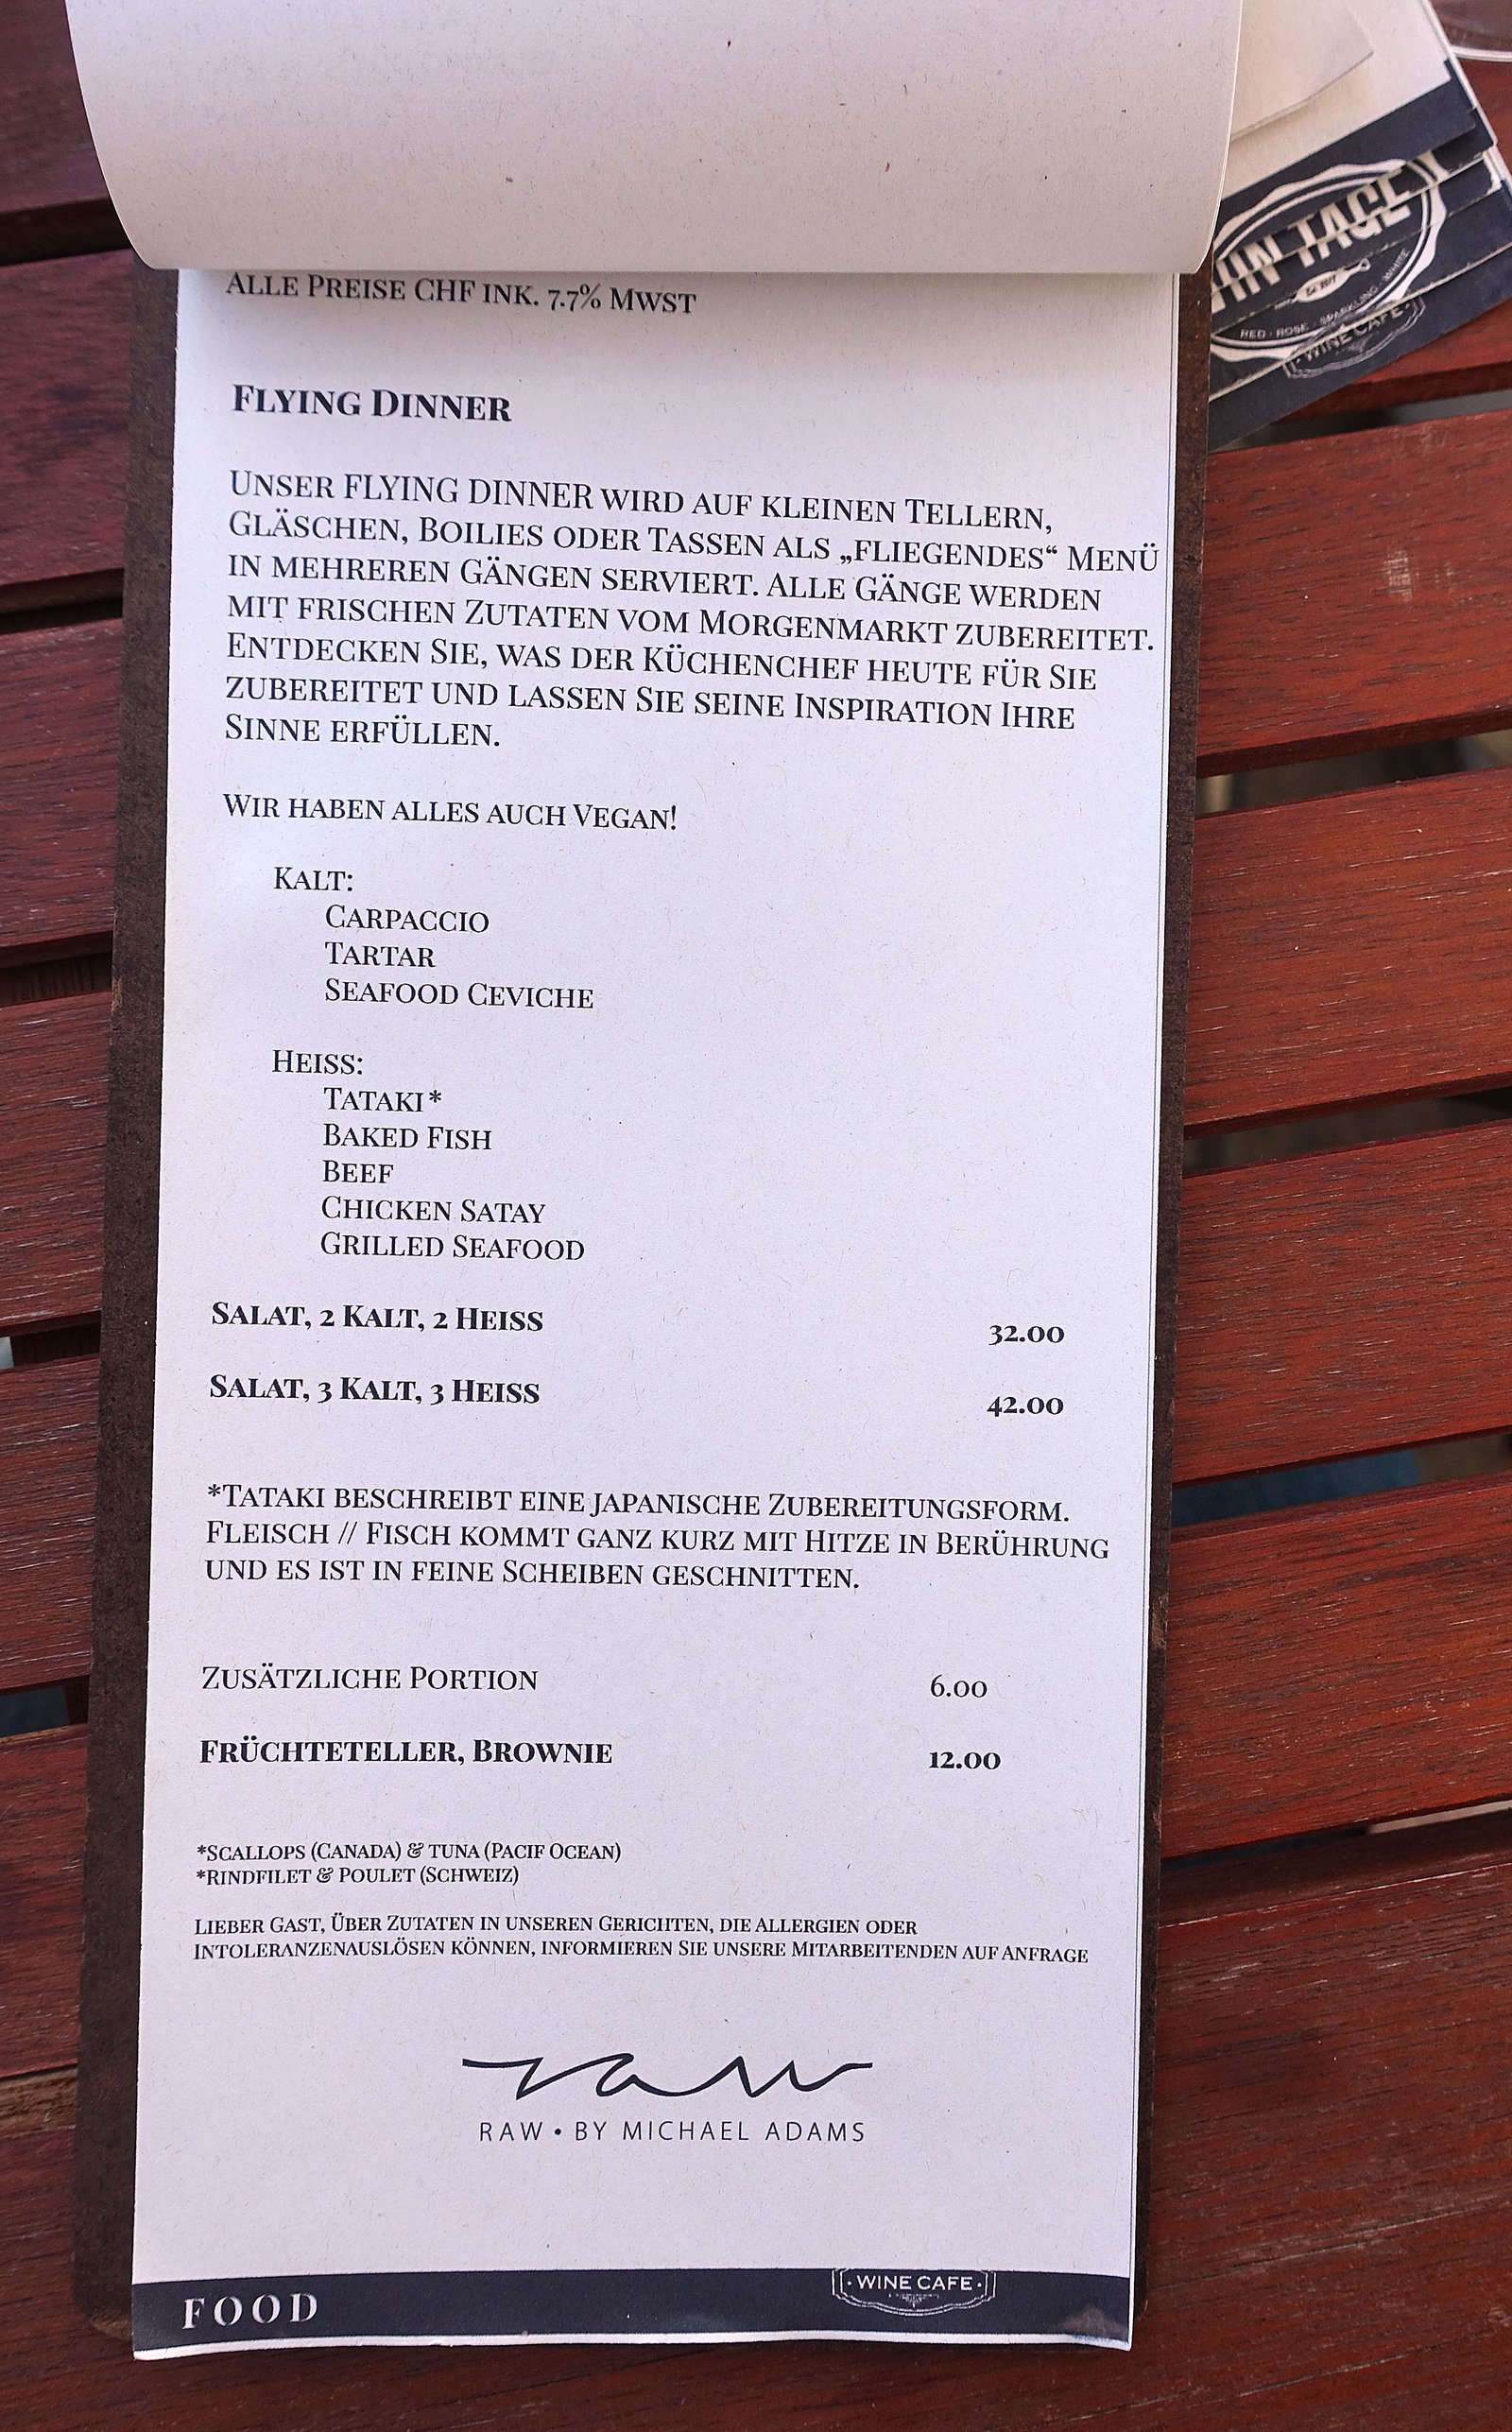 Alle Preise CHF ink. 7.7% Mwst
Flying Dinner
Unser FLYING DINNER wird auf kleinen Tellern,
Gläschen, Boilies oder Tassen als „fliegendes“ Menü
in mehreren Gängen serviert. Alle Gänge werden
mit frischen Zutaten vom Morgenmarkt zubereitet.
Entdecken Sie, was der Küchenchef heute für Sie
zubereitet und lassen Sie seine Inspiration Ihre
Sinne erfüllen.
Wir haben alles auch Vegan!
Kalt:
Carpaccio
Tartar
Seafood Ceviche
Heiss:
Tataki*
Baked Fish
Beef
Chicken Satay
Grilled Seafood
Salat, 2 Kalt, 2 Heiss 32.00
Salat, 3 Kalt, 3 Heiss 42.00
*Tataki beschreibt eine japanische Zubereitungsform.
Fleisch // Fisch kommt ganz kurz mit Hitze in Berührung
und es ist in feine Scheiben geschnitten.
Zusätzliche Portion 6.00
Früchteteller, Brownie 12.00
*Scallops (Canada) & tuna (Pacif Ocean)
*Rindfilet & Poulet (Schweiz)
Lieber Gast, Über Zutaten in unseren Gerichten, die Allergien oder
Intoleranzenauslösen können, informieren Sie unsere Mitarbeitenden auf Anfrage
raw
RAW • BY MICHAEL ADAMS
FOOD
• WINE CAFE •
VINTAGE
RED · ROSE · SPARKLING · WHITE
WINE CAFE